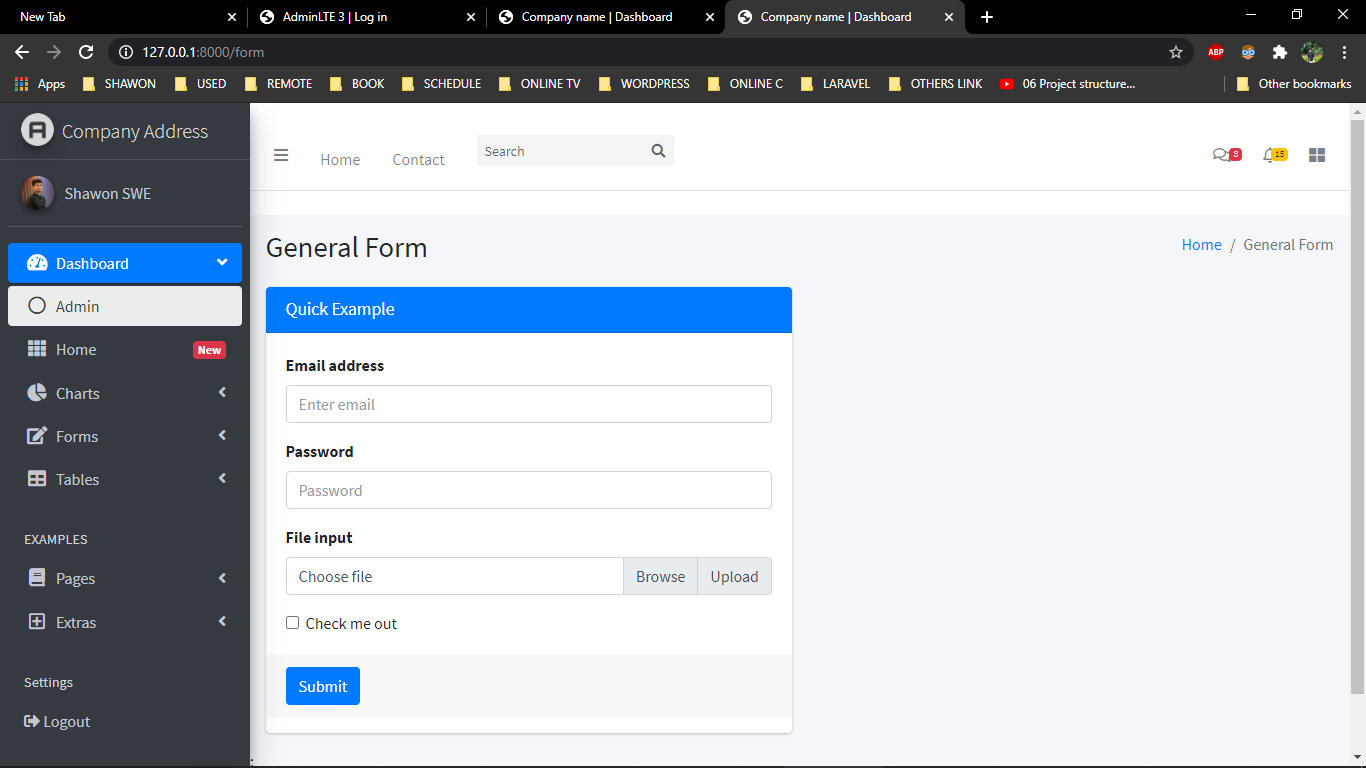 New Tab
AdminLTE 3 | Log in
Company name | Dashboard
Company name | Dashboard
127.0.0.1:8000/form
ABP
Apps
SHAWON
USED
REMOTE
BOOK
SCHEDULE
ONLINE TV
WORDPRESS
ONLINE C
LARAVEL
OTHERS LINK
06 Project structure...
Other bookmarks
Company Address
Shawon SWE
Dashboard
Admin
Home New
Charts
Forms
Tables
EXAMPLES
Pages
Extras
Settings
Logout
Home
Contact
Search
3
15
General Form
Home / General Form
Quick Example
Email address
Enter email
Password
Password
File input
Choose file Browse Upload
Check me out
Submit